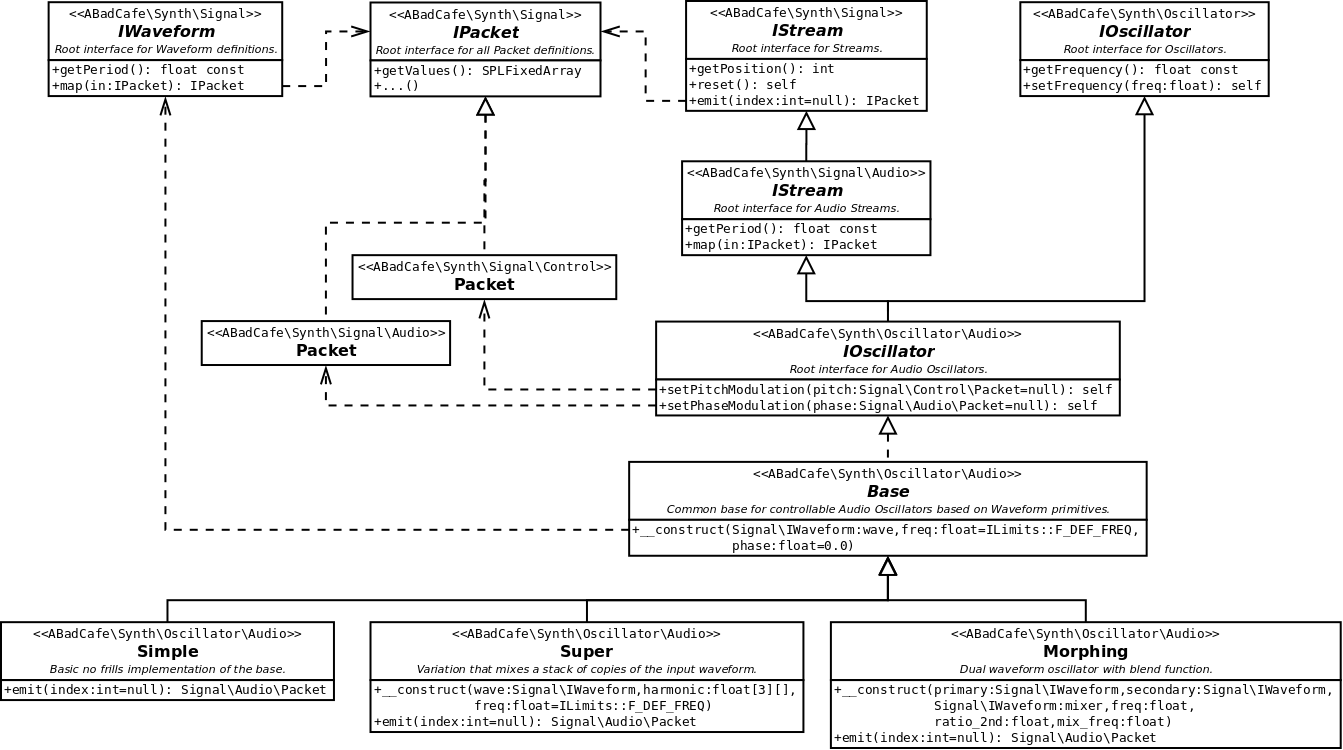 <<ABadCafe\Synth\Signal>>
IWaveform
Root interface for Waveform definitions.
+getPeriod(): float const
+map(in:IPacket): IPacket
<<ABadCafe\Synth\Signal>>
IPacket
Root interface for all Packet definitions.
+getValues(): SPLFixedArray
+...()
<<ABadCafe\Synth\Signal>>
IStream
Root interface for Streams.
+getPosition(): int
+reset(): self
+emit(index:int=null): IPacket
<<ABadCafe\Synth\Oscillator>>
IOscillator
Root interface for Oscillators.
+getFrequency(): float const
+setFrequency(freq:float): self
<<ABadCafe\Synth\Signal\Audio>>
IStream
Root interface for Audio Streams.
+getPeriod(): float const
+map(in:IPacket): IPacket
<<ABadCafe\Synth\Signal\Control>>
Packet
<<ABadCafe\Synth\Signal\Audio>>
Packet
<<ABadCafe\Synth\Oscillator\Audio>>
IOscillator
Root interface for Audio Oscillators.
+setPitchModulation(pitch:Signal\Control\Packet=null): self
+setPhaseModulation(phase:Signal\Audio\Packet=null): self
<<ABadCafe\Synth\Oscillator\Audio>>
Base
Common base for controllable Audio Oscillators based on Waveform primitives.
+__construct(Signal\IWaveform:wave,freq:float=ILimits::F_DEF_FREQ,
phase:float=0.0)
<<ABadCafe\Synth\Oscillator\Audio>>
Simple
Basic no frills implementation of the base.
+emit(index:int=null): Signal\Audio\Packet
<<ABadCafe\Synth\Oscillator\Audio>>
Super
Variation that mixes a stack of copies of the input waveform.
+__construct(wave:Signal\IWaveform,harmonic:float[3][],
freq:float=ILimits::F_DEF_FREQ)
+emit(index:int=null): Signal\Audio\Packet
<<ABadCafe\Synth\Oscillator\Audio>>
Morphing
Dual waveform oscillator with blend function.
+__construct(primary:Signal\IWaveform,secondary:Signal\IWaveform,
Signal\IWaveform:mixer,freq:float,
ratio_2nd:float,mix_freq:float)
+emit(index:int=null): Signal\Audio\Packet